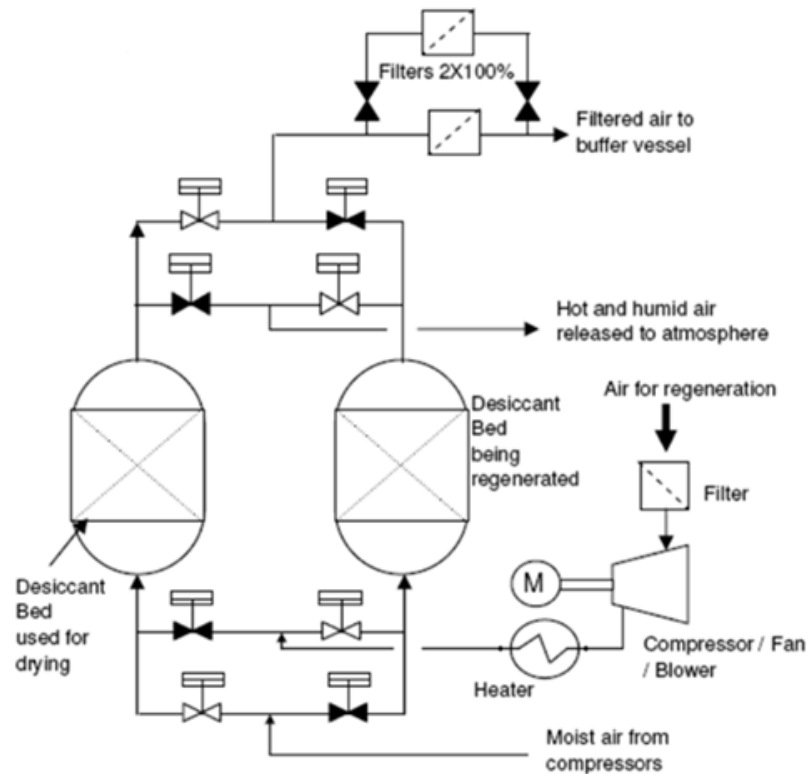 Filters 2X100%
Filtered air to
buffer vessel
Hot and humid air
released to atmosphere
Desiccant
Bed
being
regenerated
Air for regeneration
Filter
M
Desiccant
Bed
used for
drying
Compressor / Fan
/ Blower
Heater
Moist air from
compressors